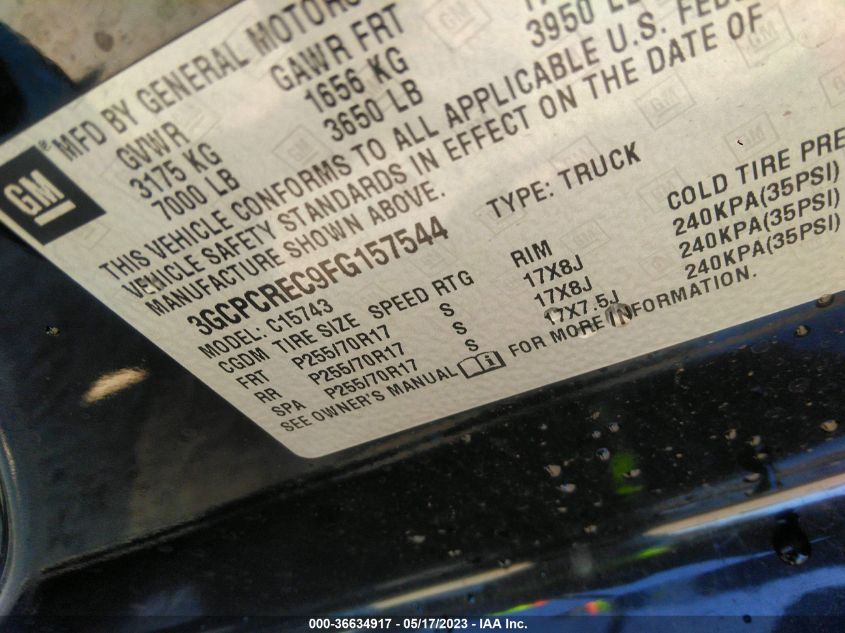 GM
MFD BY GENERAL MOTORS
GVWR GAWR FRT
3175 KG 1656 KG
7000 LB 3650 LB 3950 LB
THIS VEHICLE CONFORMS TO ALL APPLICABLE U.S.
VEHICLE SAFETY STANDARDS IN EFFECT ON THE DATE OF
MANUFACTURE SHOWN ABOVE.
3GCPCREC9FG157544 TYPE: TRUCK
MODEL: C15743
CGDM TIRE SIZE SPEED RTG RIM COLD TIRE PRE
FRT P255/70R17 S 17X8J 240KPA(35PSI)
RR P255/70R17 S 17X8J 240KPA(35PSI)
SPA P255/70R17 S 17X7.5J 240KPA(35PSI)
SEE OWNER'S MANUAL FOR MORE INFORMATION.
000-36634917 - 05/17/2023 - IAA Inc.